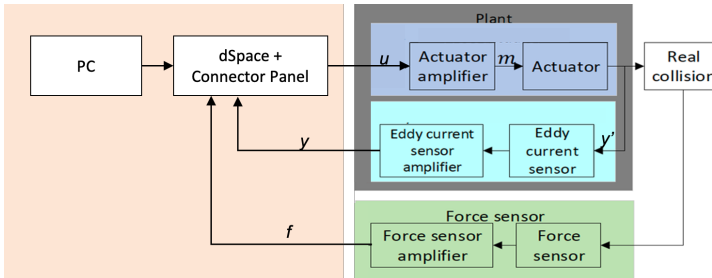 Plant
PC
dSpace +
Connector Panel
u
Actuator
amplifier
m
Actuator
Real
collision
y
Eddy current
sensor
amplifier
Eddy
current
sensor
y'
Force sensor
f
Force sensor
amplifier
Force
sensor